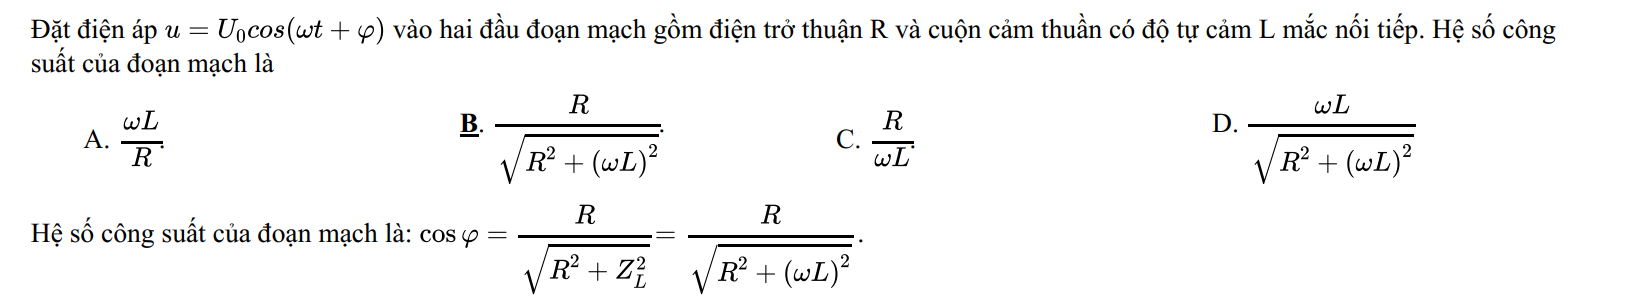 Đặt điện áp $u = U_0cos(\omega t + \varphi)$ vào hai đầu đoạn mạch gồm điện trở thuận R và cuộn cảm thuần có độ tự cảm L mắc nối tiếp. Hệ số công
suất của đoạn mạch là
A. $\frac{\omega L}{R}$. B. $\frac{R}{\sqrt{R^2 + (\omega L)^2}}$. C. $\frac{R}{\omega L}$. D. $\frac{\omega L}{\sqrt{R^2 + (\omega L)^2}}$
Hệ số công suất của đoạn mạch là: $\cos \varphi = \frac{R}{\sqrt{R^2 + Z_L^2}} = \frac{R}{\sqrt{R^2 + (\omega L)^2}}$.